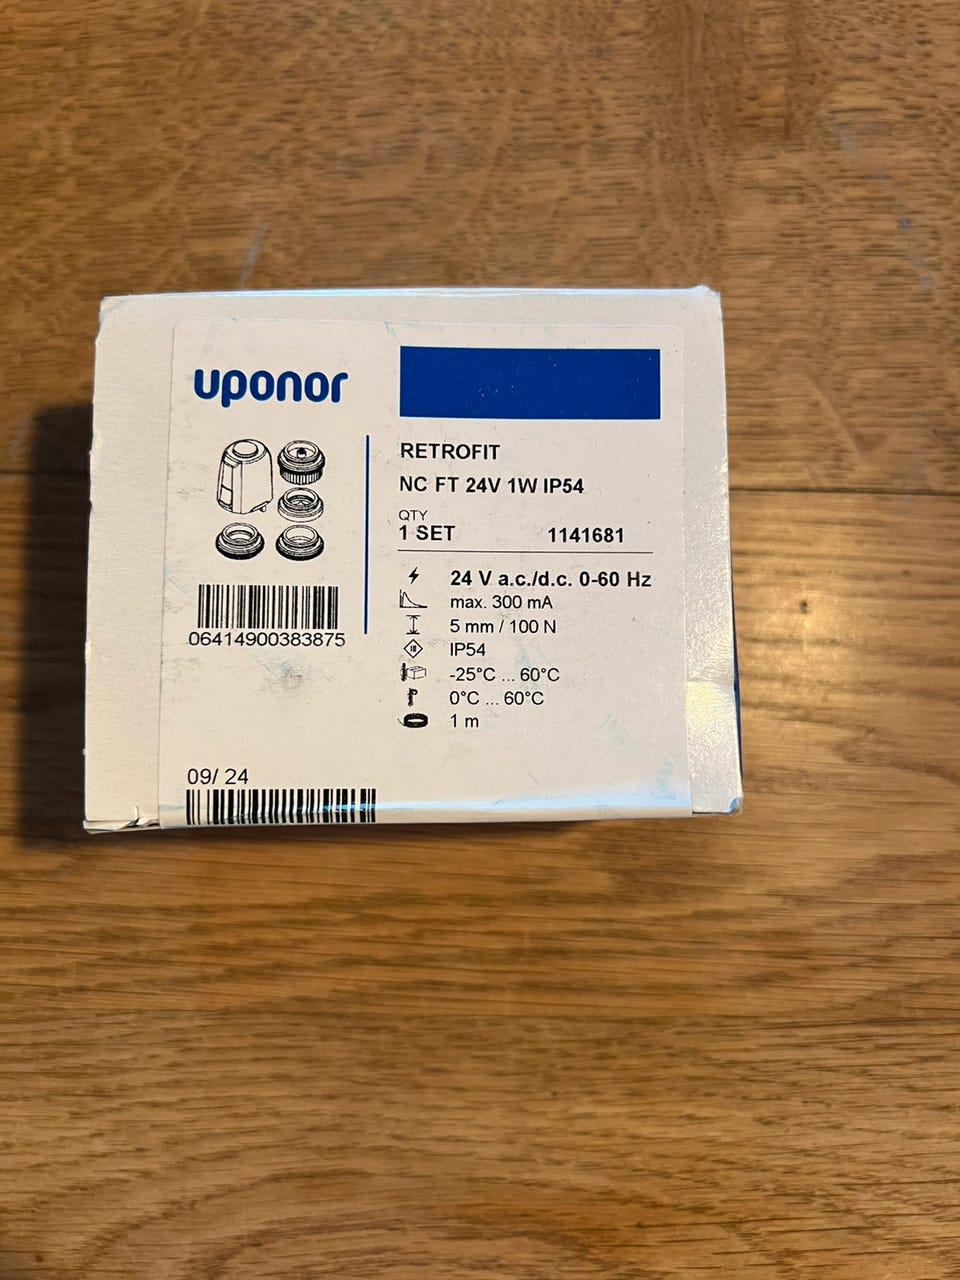 uponor
RETROFIT
NC FT 24V 1W IP54
QTY
1 SET 1141681
24 V a.c./d.c. 0-60 Hz
max. 300 mA
5 mm / 100 N
IP54
-25°C ... 60°C
0°C ... 60°C
1 m
06414900383875
09/ 24